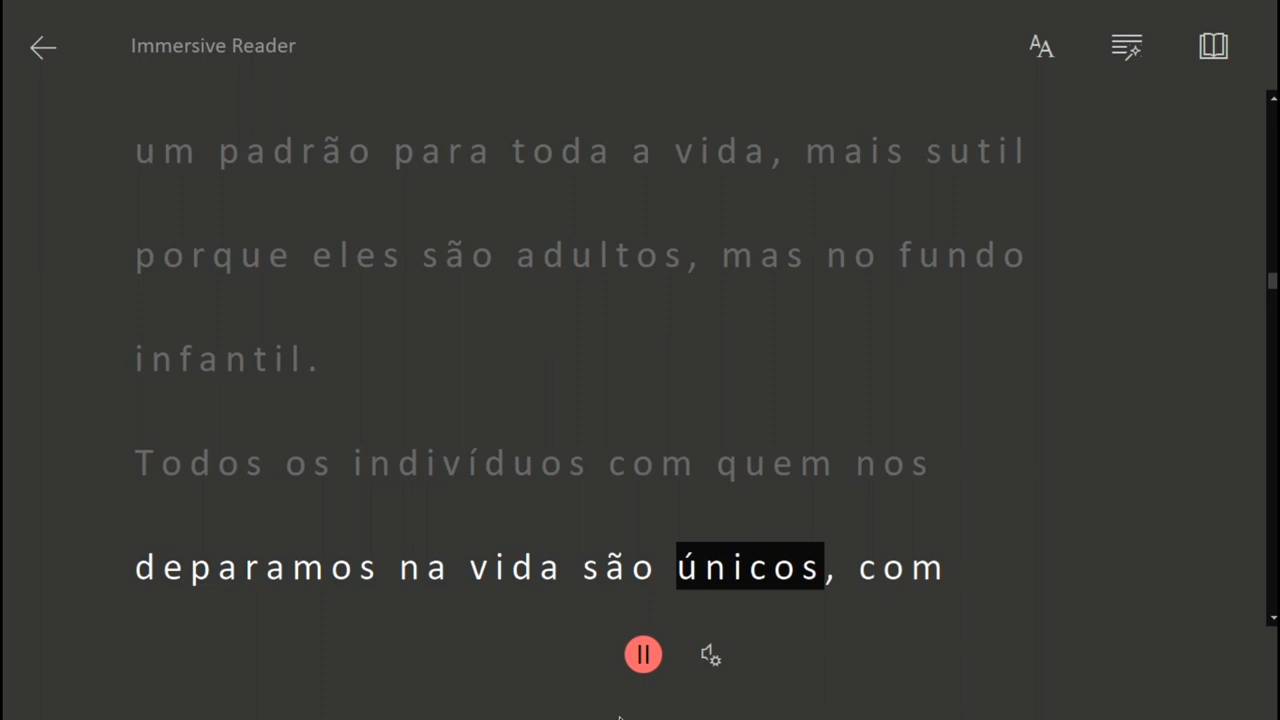 Immersive Reader
um padrão para toda a vida, mais sutil
porque eles são adultos, mas no fundo
infantil.
Todos os indivíduos com quem nos
deparamos na vida são únicos, com